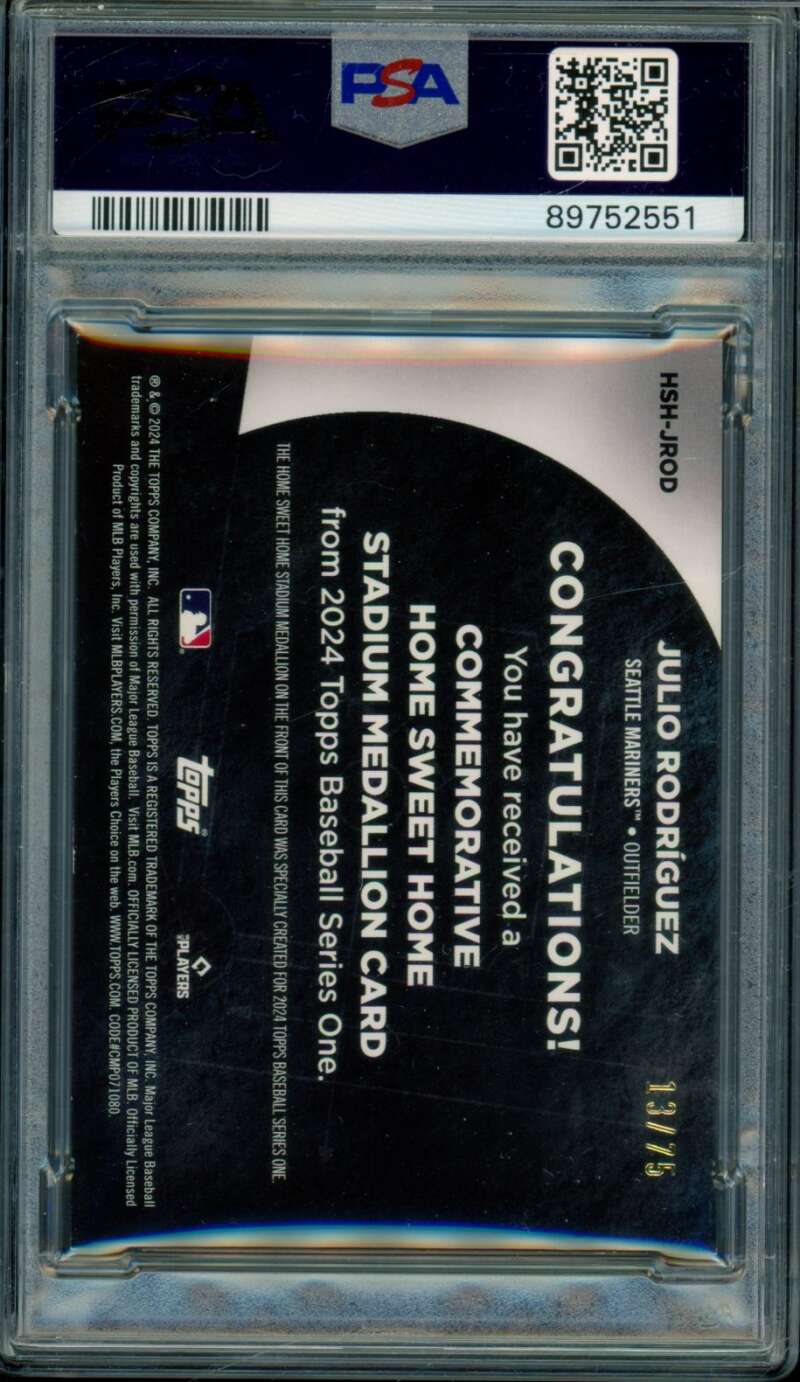 PSA
PSA
89752551
HSH-JROD
JULIO RODRÍGUEZ
SEATTLE MARINERS™ • OUTFIELDER
13/75
CONGRATULATIONS!
You have received a
COMMEMORATIVE
HOME SWEET HOME
STADIUM MEDALLION CARD
from 2024 Topps Baseball Series One.
THE HOME SWEET HOME STADIUM MEDALLION ON THE FRONT OF THIS CARD WAS SPECIALLY CREATED FOR 2024 TOPPS BASEBALL SERIES ONE.
topps®
MLB PLAYERS
® & © 2024 THE TOPPS COMPANY, INC. ALL RIGHTS RESERVED. TOPPS IS A REGISTERED TRADEMARK OF THE TOPPS COMPANY, INC. Major League Baseball
trademarks and copyrights are used with permission of Major League Baseball. Visit MLB.com. OFFICIALLY LICENSED PRODUCT OF MLB. Officially Licensed
Product of MLB Players, Inc. Visit MLBPLAYERS.COM, the Players Choice on the web. WWW.TOPPS.COM. CODE#CMP071080.